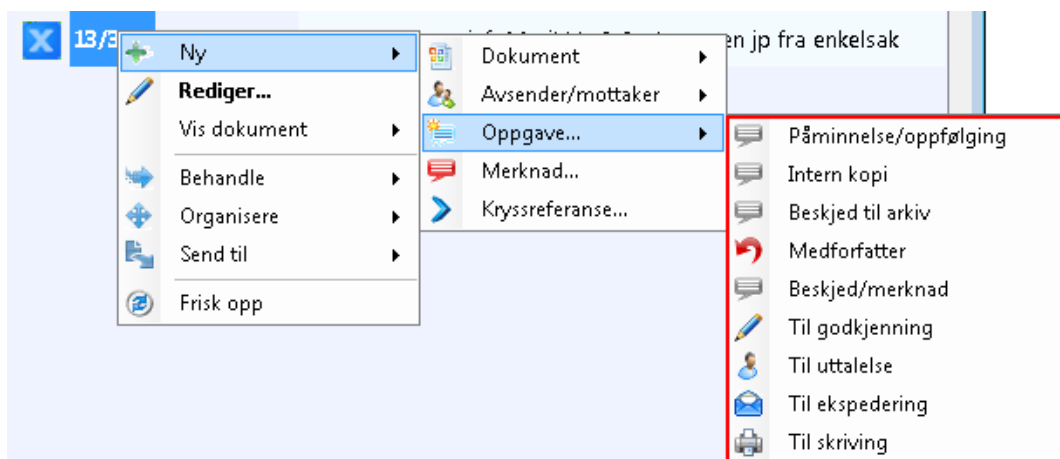 13/3
en jp fra enkelsak
Ny
Rediger...
Vis dokument
Behandle
Organisere
Send til
Frisk opp
Dokument
Avsender/mottaker
Oppgave...
Merknad...
Kryssreferanse...
Påminnelse/oppfølging
Intern kopi
Beskjed til arkiv
Medforfatter
Beskjed/merknad
Til godkjenning
Til uttalelse
Til ekspedering
Til skriving